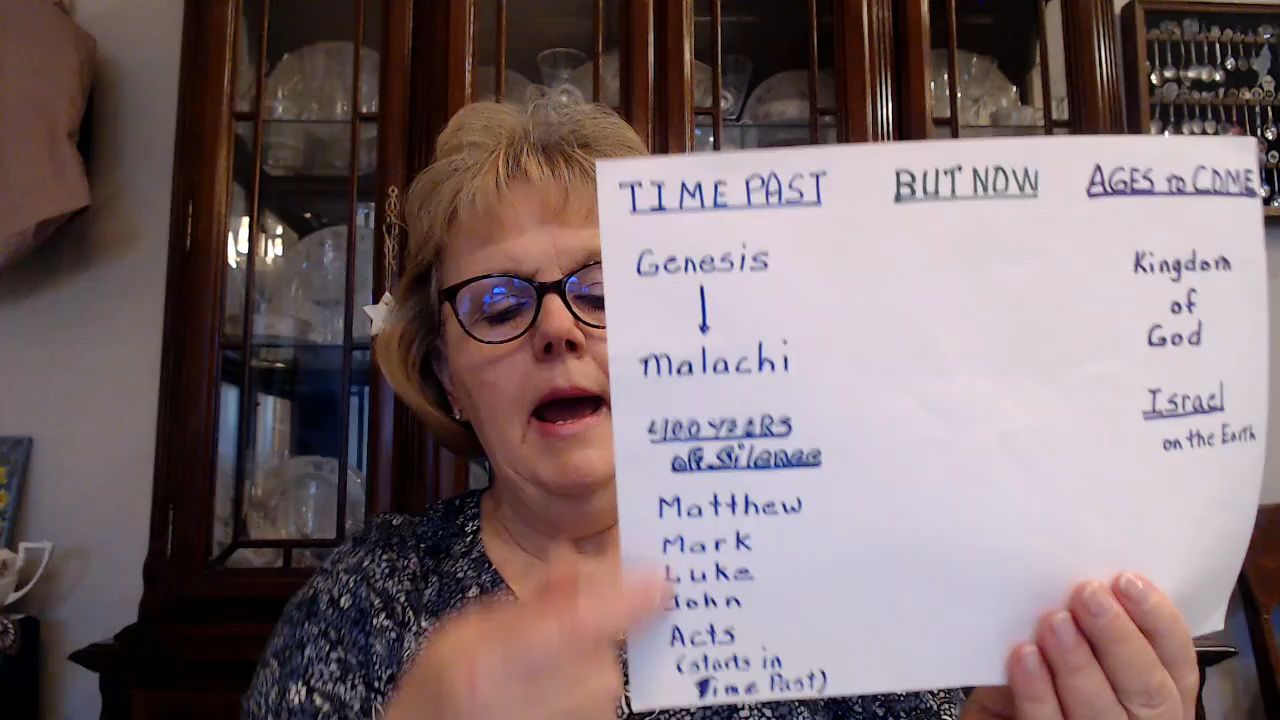 TIME PAST
BUT NOW
AGES to COME
Genesis
↓
Malachi
400 YEARS
of Silence
Matthew
Mark
Luke
John
Acts
(starts in
Time Past)
Kingdom
of
God
Israel
on the Earth